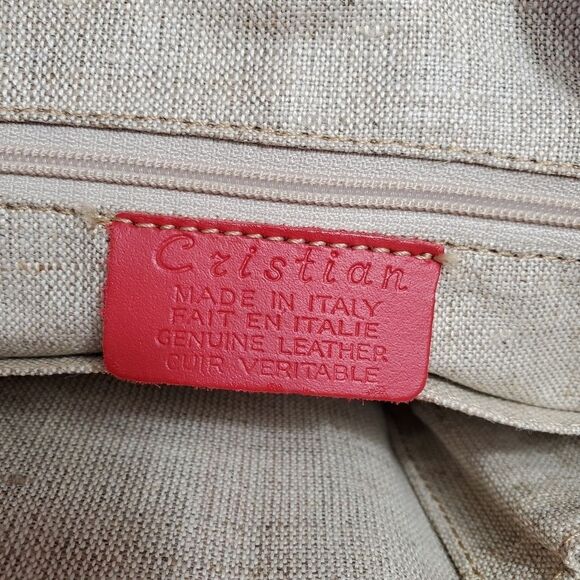 Cristian
MADE IN ITALY
FAIT EN ITALIE
GENUINE LEATHER
CUIR VERITABLE